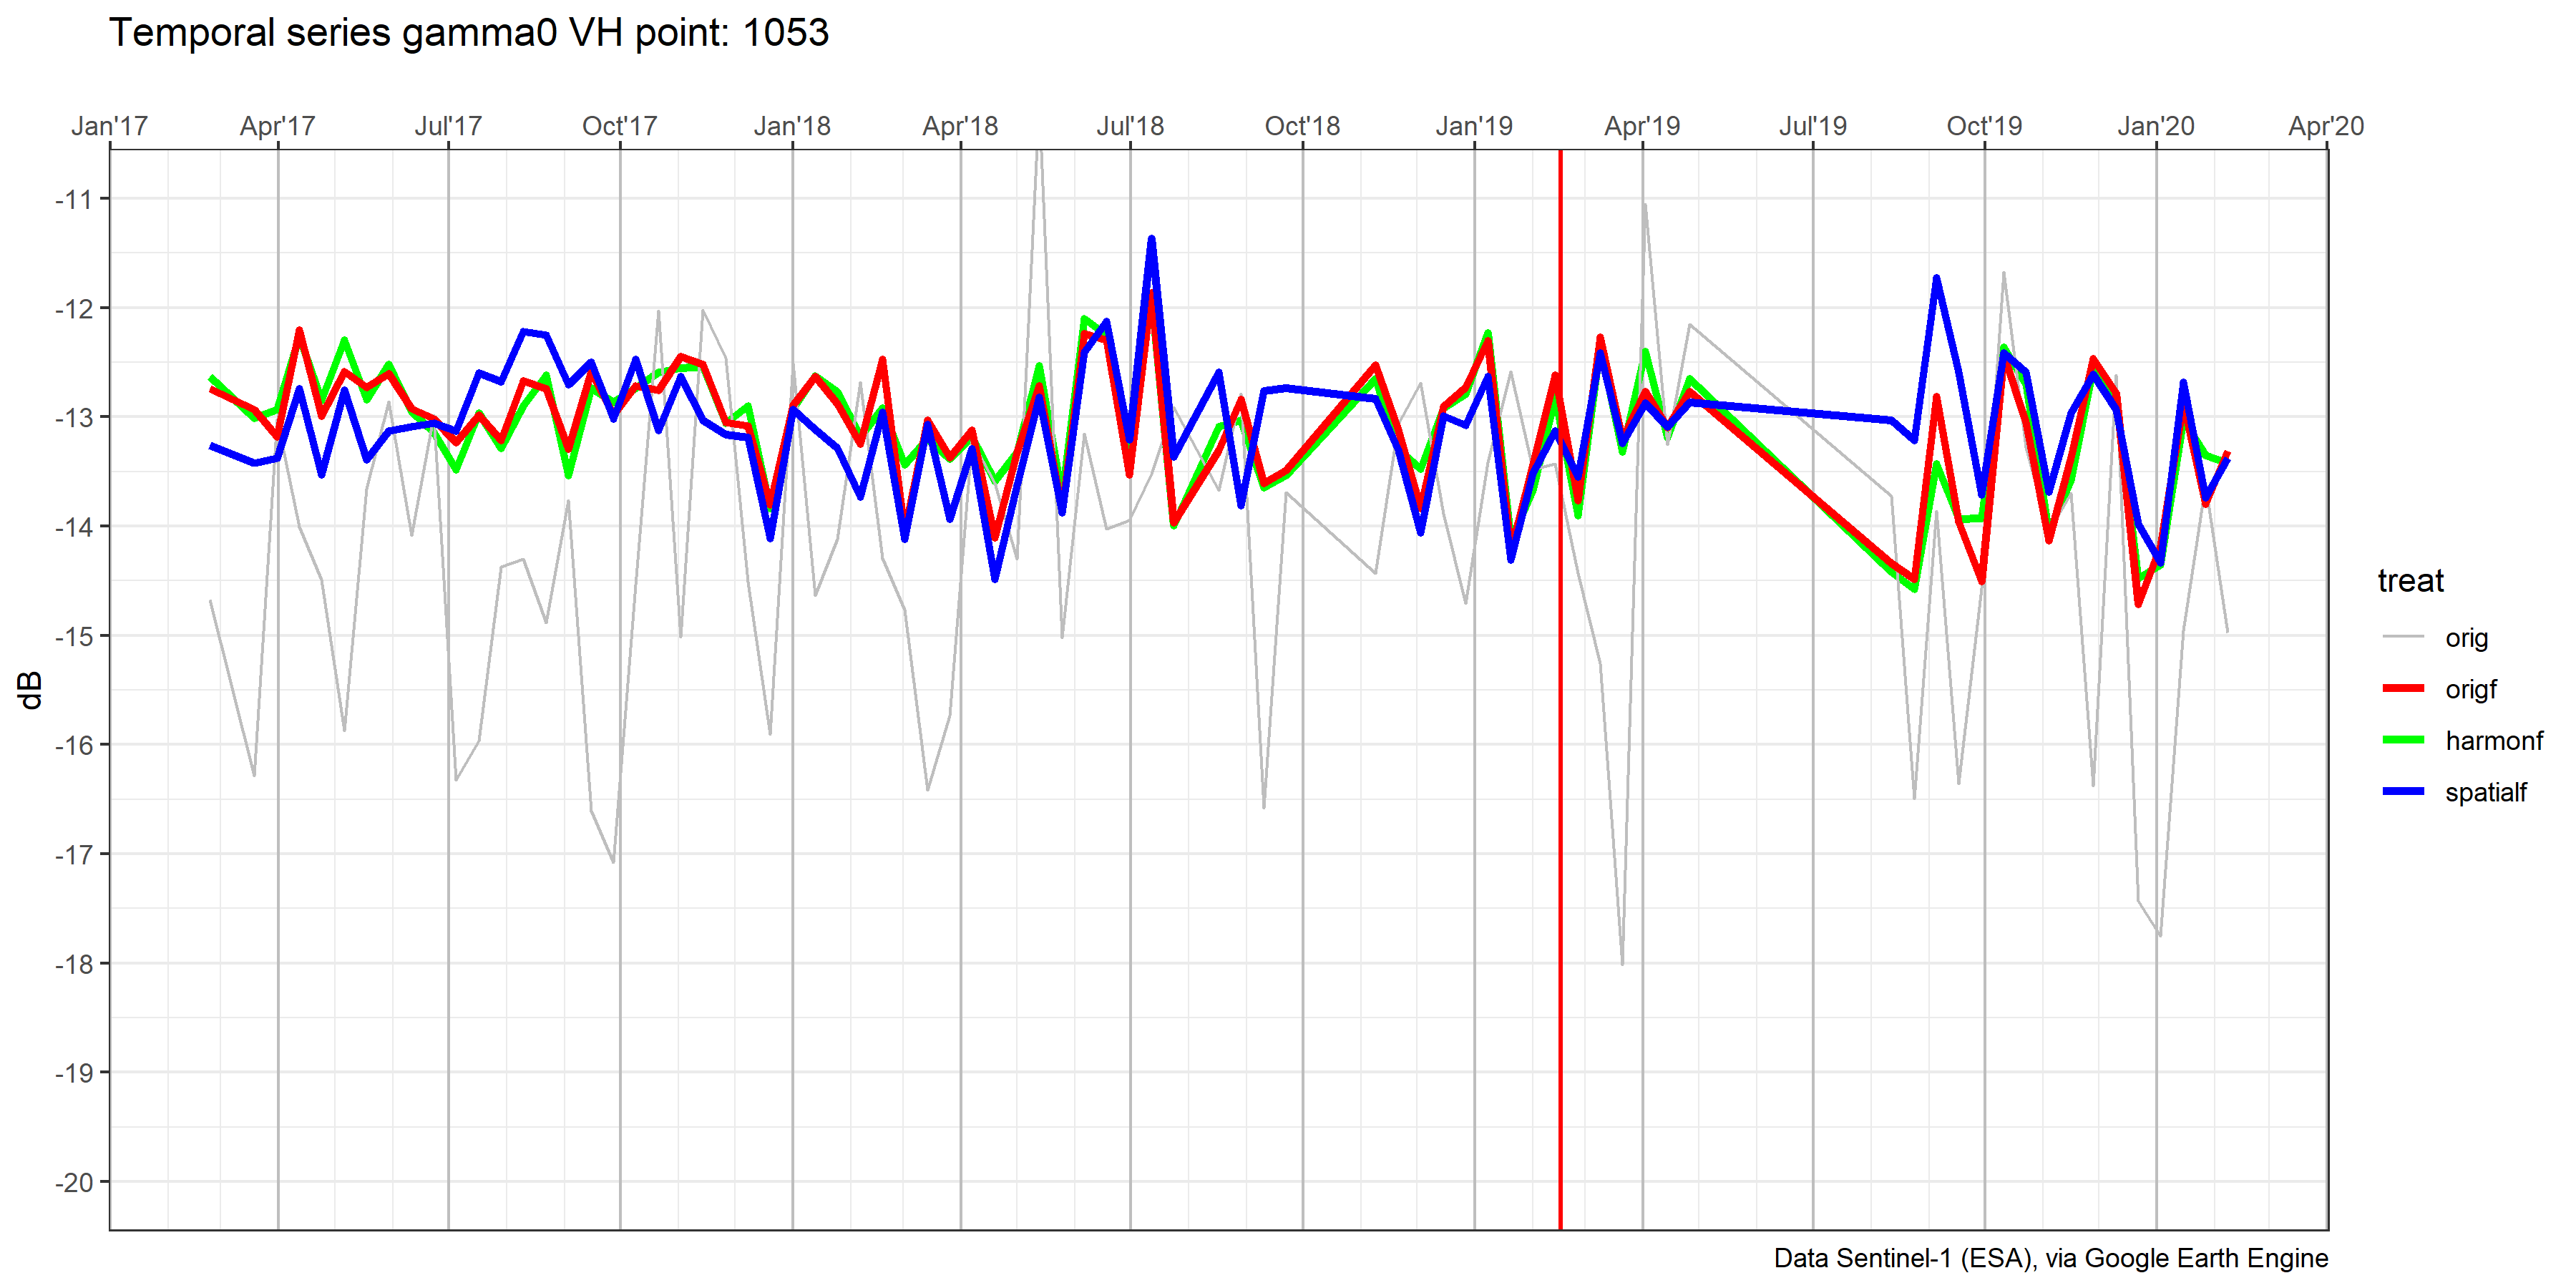 Temporal series gamma0 VH point: 1053
Jan'17 Apr'17 Jul'17 Oct'17 Jan'18 Apr'18 Jul'18 Oct'18 Jan'19 Apr'19 Jul'19 Oct'19 Jan'20 Apr'20
-11
-12
-13
-14
-15
-16
-17
-18
-19
-20
dB
treat
orig
origf
harmonf
spatialf
Data Sentinel-1 (ESA), via Google Earth Engine